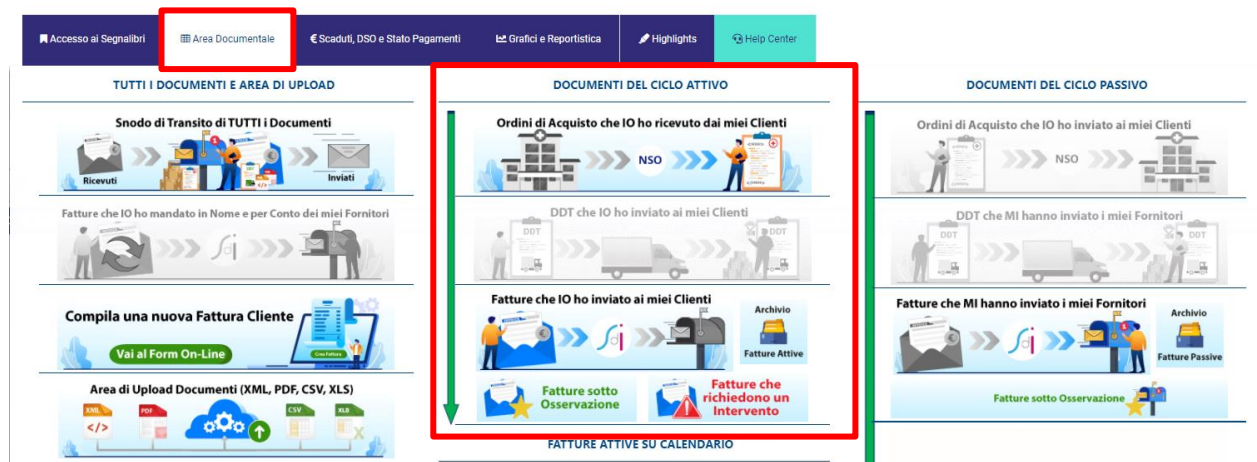 Accesso ai Segnalibri
Area Documentale
€ Scaduti, DSO e Stato Pagamenti
Grafici e Reportistica
Highlights
Help Center
TUTTI I DOCUMENTI E AREA DI UPLOAD
Snodo di Transito di TUTTI i Documenti
Ricevuti
Inviati
Fatture che IO ho mandato in Nome e per Conto dei miei Fornitori
Sdi
Compila una nuova Fattura Cliente
Vai al Form On-Line
Crea Fattura
Area di Upload Documenti (XML, PDF, CSV, XLS)
XML
</>
PDF
CSV
XLS
DOCUMENTI DEL CICLO ATTIVO
Ordini di Acquisto che IO ho ricevuto dai miei Clienti
NSO
DDT che IO ho inviato ai miei Clienti
DDT
DDT
Fatture che IO ho inviato ai miei Clienti
Sdi
Archivio
Fatture Attive
Fatture sotto
Osservazione
Fatture che
richiedono un
Intervento
FATTURE ATTIVE SU CALENDARIO
DOCUMENTI DEL CICLO PASSIVO
Ordini di Acquisto che IO ho inviato ai miei Clienti
NSO
DDT che MI hanno inviato i miei Fornitori
DDT
DDT
Fatture che MI hanno inviato i miei Fornitori
Sdi
Archivio
Fatture Passive
Fatture sotto Osservazione